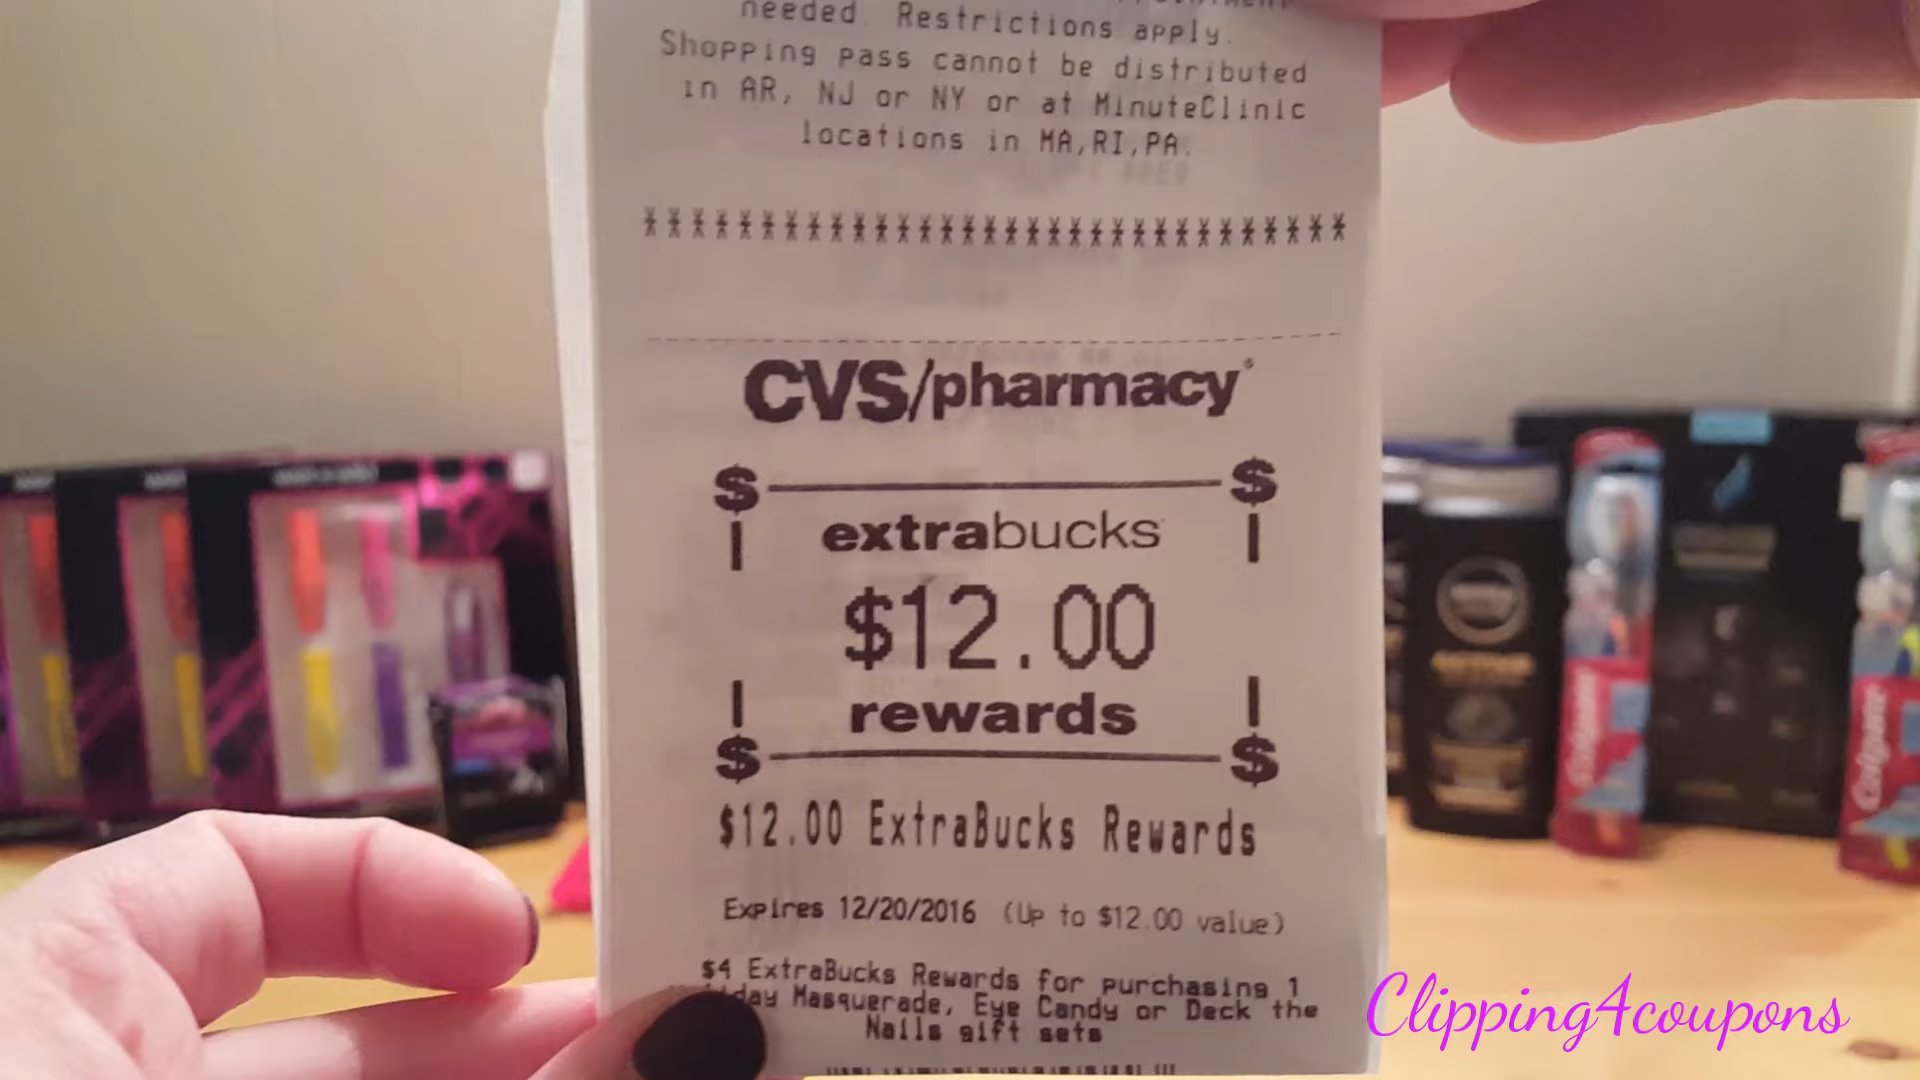 needed. Restrictions apply.
Shopping pass cannot be distributed
in AR, NJ or NY or at MinuteClinic
locations in MA,RI,PA.
*******************************
CVS/pharmacy
$ $
extrabucks
$12.00
rewards
$ $
$12.00 ExtraBucks Rewards
Expires 12/20/2016 (Up to $12.00 value)
$4 ExtraBucks Rewards for purchasing 1
Masquerade, Eye Candy or Deck the
Nails gift sets
Colgate
Colgate
Clipping4coupons